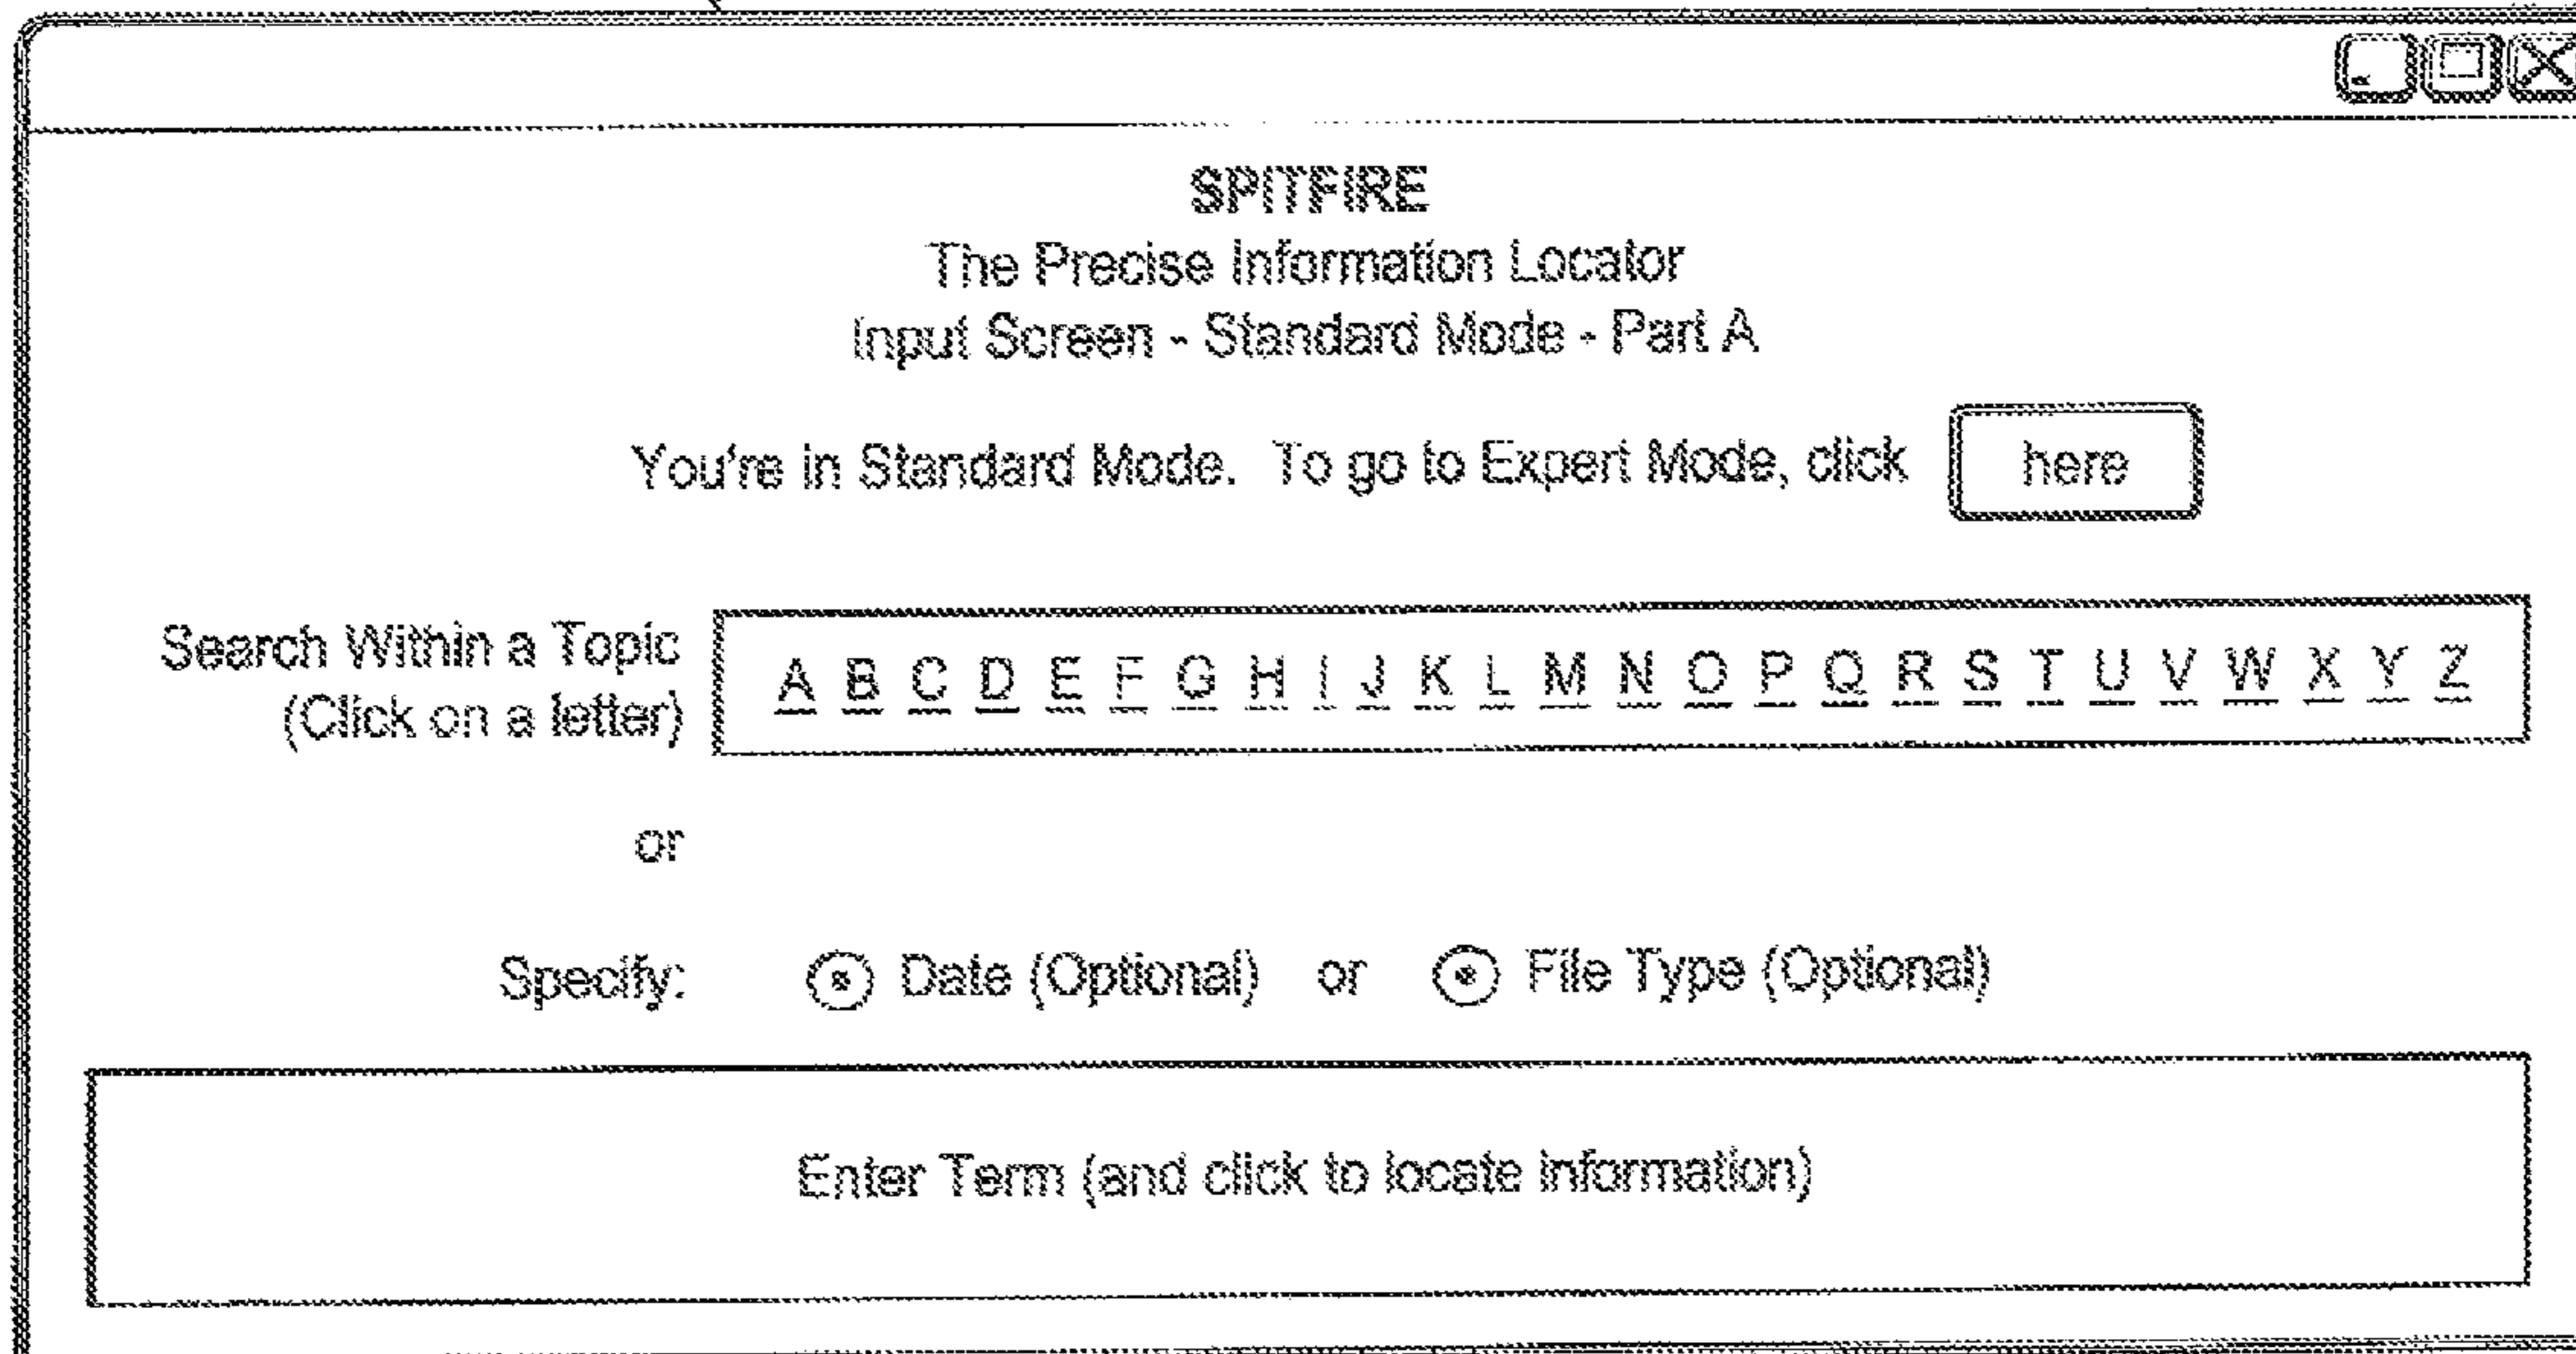 SPITFIRE
The Precise Information Locator
Input Screen - Standard Mode - Part A
You're in Standard Mode. To go to Expert Mode, click here
Search Within a Topic
(Click on a letter)
A B C D E F G H I J K L M N O P Q R S T U V W X Y Z
or
Specify: Date (Optional) or File Type (Optional)
Enter Term (and click to locate information)